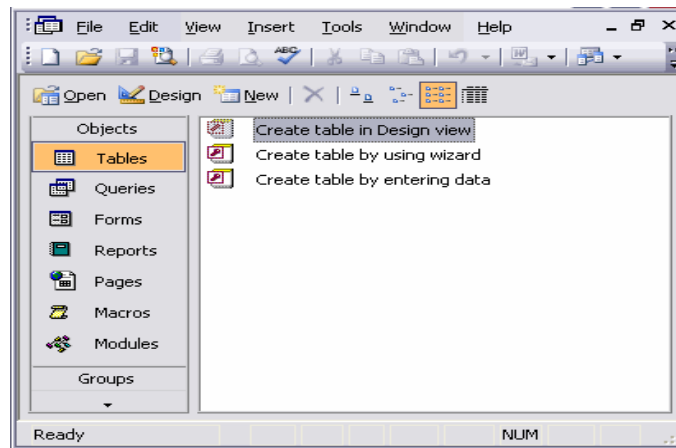 File Edit View Insert Tools Window Help
ABC
Open Design New
Objects
Tables
Queries
Forms
Reports
Pages
Macros
Modules
Groups
Create table in Design view
Create table by using wizard
Create table by entering data
Ready NUM